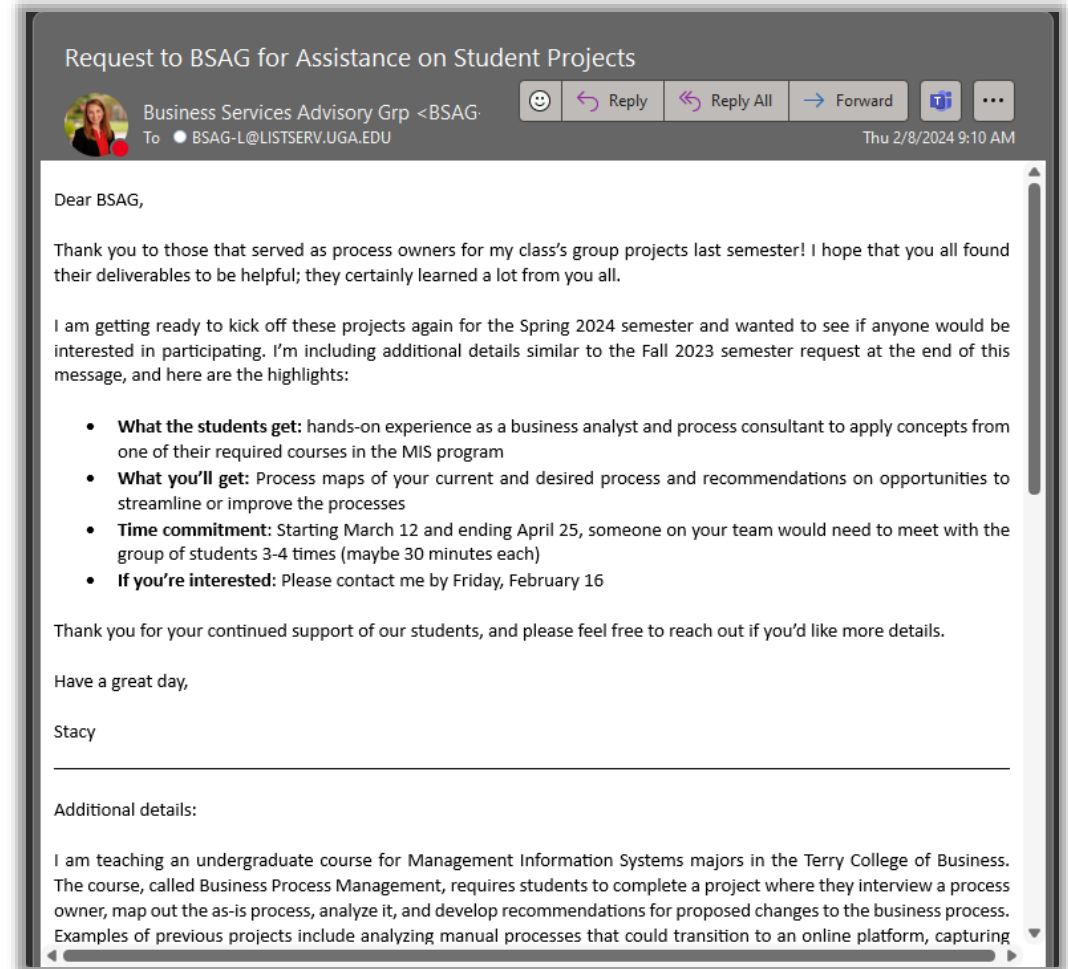 Request to BSAG for Assistance on Student Projects
Business Services Advisory Grp <BSAG-
Reply
Reply All
Forward
To BSAG-L@LISTSERV.UGA.EDU
Thu 2/8/2024 9:10 AM
Dear BSAG,
Thank you to those that served as process owners for my class's group projects last semester! I hope that you all found
their deliverables to be helpful; they certainly learned a lot from you all.
I am getting ready to kick off these projects again for the Spring 2024 semester and wanted to see if anyone would be
interested in participating. I'm including additional details similar to the Fall 2023 semester request at the end of this
message, and here are the highlights:
• What the students get: hands-on experience as a business analyst and process consultant to apply concepts from
one of their required courses in the MIS program
• What you'll get: Process maps of your current and desired process and recommendations on opportunities to
streamline or improve the processes
• Time commitment: Starting March 12 and ending April 25, someone on your team would need to meet with the
group of students 3-4 times (maybe 30 minutes each)
• If you're interested: Please contact me by Friday, February 16
Thank you for your continued support of our students, and please feel free to reach out if you'd like more details.
Have a great day,
Stacy
Additional details:
I am teaching an undergraduate course for Management Information Systems majors in the Terry College of Business.
The course, called Business Process Management, requires students to complete a project where they interview a process
owner, map out the as-is process, analyze it, and develop recommendations for proposed changes to the business process.
Examples of previous projects include analyzing manual processes that could transition to an online platform, capturing